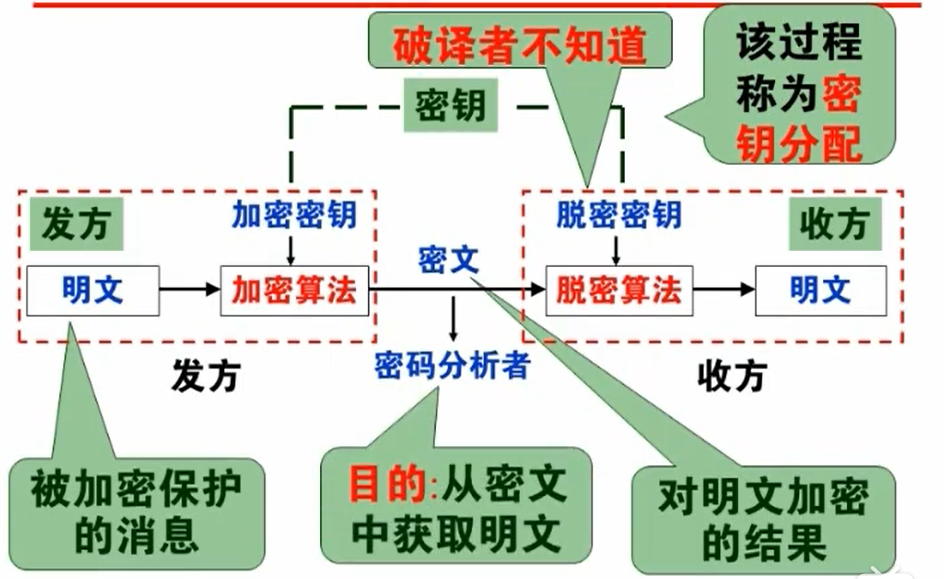 破译者不知道
该过程
称为密
钥分配
密钥
发方
加密密钥
脱密密钥
收方
明文
加密算法
密文
脱密算法
明文
发方
密码分析者
收方
被加密保护
的消息
目的:从密文
中获取明文
对明文加密
的结果